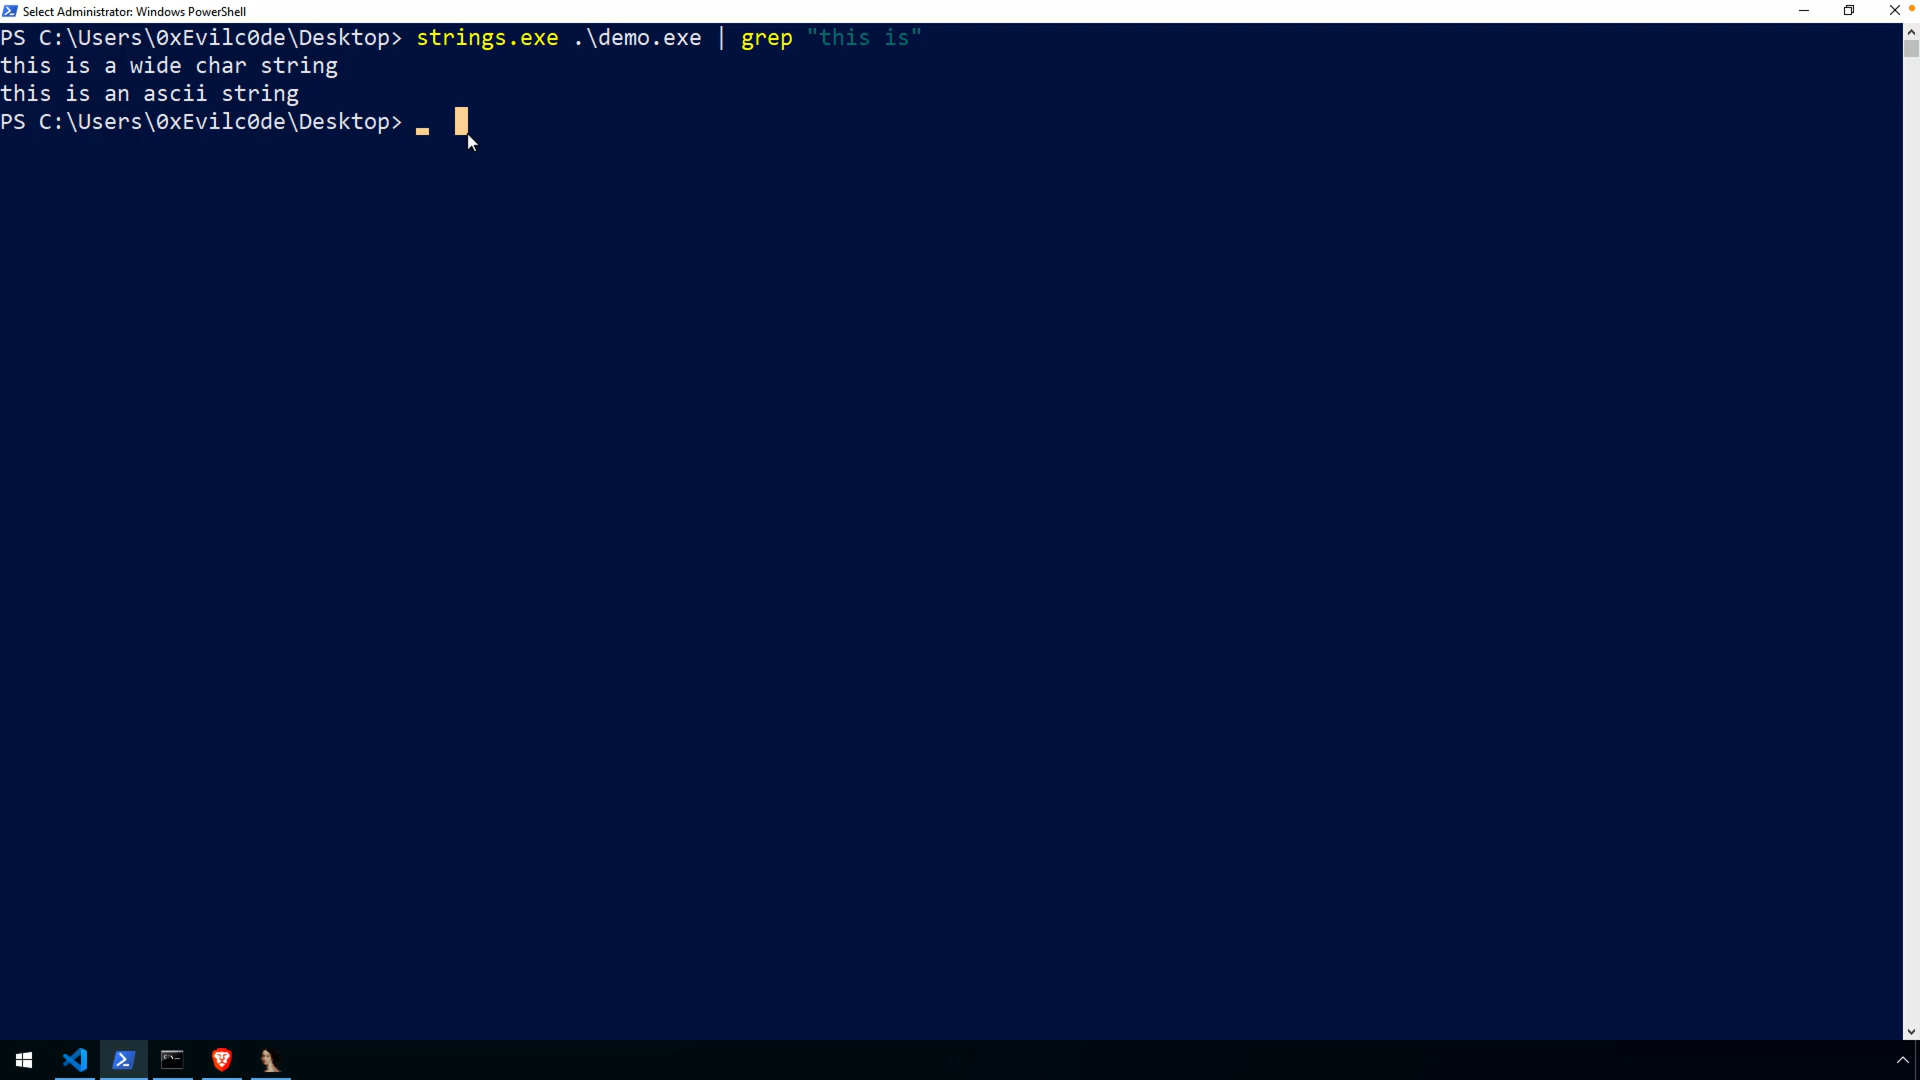 Select Administrator: Windows PowerShell
PS C:\Users\0xEvilc0de\Desktop> strings.exe .\demo.exe | grep "this is"
this is a wide char string
this is an ascii string
PS C:\Users\0xEvilc0de\Desktop>